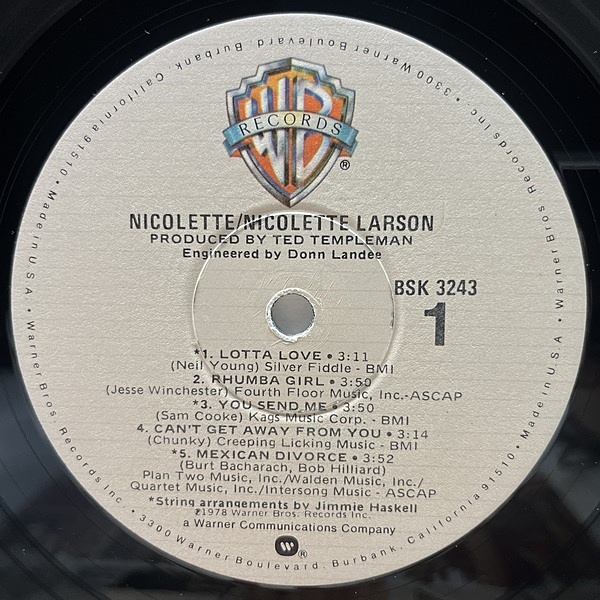 WB
RECORDS
®
NICOLETTE/NICOLETTE LARSON
PRODUCED BY TED TEMPLEMAN
Engineered by Donn Landee
BSK 3243
1
*1. LOTTA LOVE • 3:11
(Neil Young) Silver Fiddle - BMI
2. RHUMBA GIRL • 3:50
(Jesse Winchester) Fourth Floor Music, Inc.-ASCAP
*3. YOU SEND ME • 3:50
(Sam Cooke) Kags Music Corp. - BMI
4. CAN'T GET AWAY FROM YOU • 3:14
(Chunky) Creeping Licking Music - BMI
*5. MEXICAN DIVORCE • 3:52
(Burt Bacharach, Bob Hilliard)
Plan Two Music, Inc./Walden Music, Inc./
Quartet Music, Inc./Intersong Music - ASCAP
*String arrangements by Jimmie Haskell
℗1978 Warner Bros. Records Inc.
a Warner Communications Company
®
Made in U.S.A. • Warner Bros Records Inc. • 3300 Warner Boulevard, Burbank, California 91510 • Made in U.S.A. • Warner Bros Records Inc. • 3300 Warner Boulevard, Burbank, California 91510 •